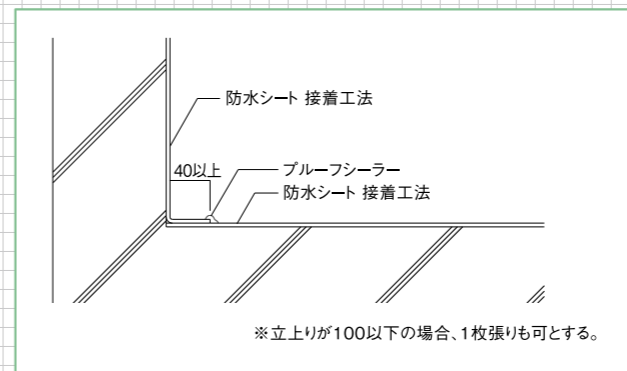 防水シート 接着工法
40以上
プルーフシーラー
防水シート 接着工法
※立上りが100以下の場合、1枚張りも可とする。